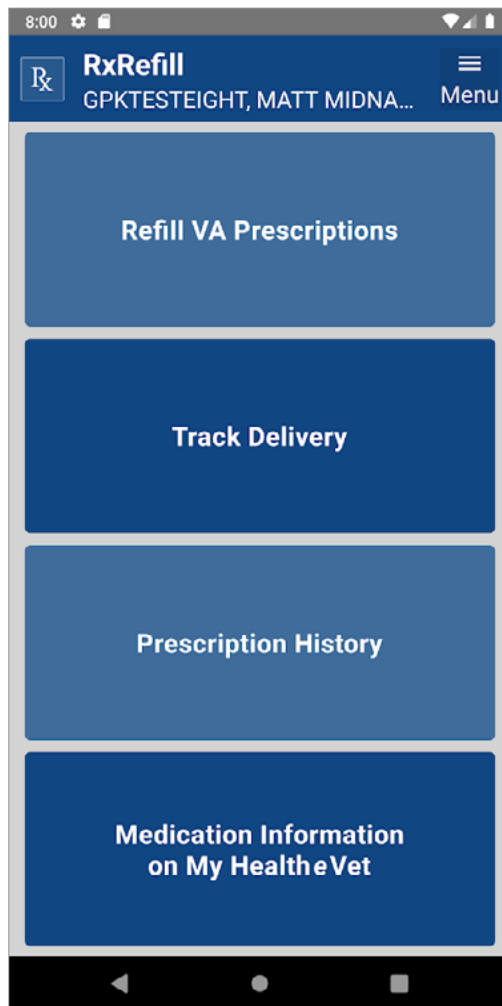 8:00
Rx
RxRefill
GPKTESTEIGHT, MATT MIDNA...
Menu
Refill VA Prescriptions
Track Delivery
Prescription History
Medication Information
on My HealtheVet